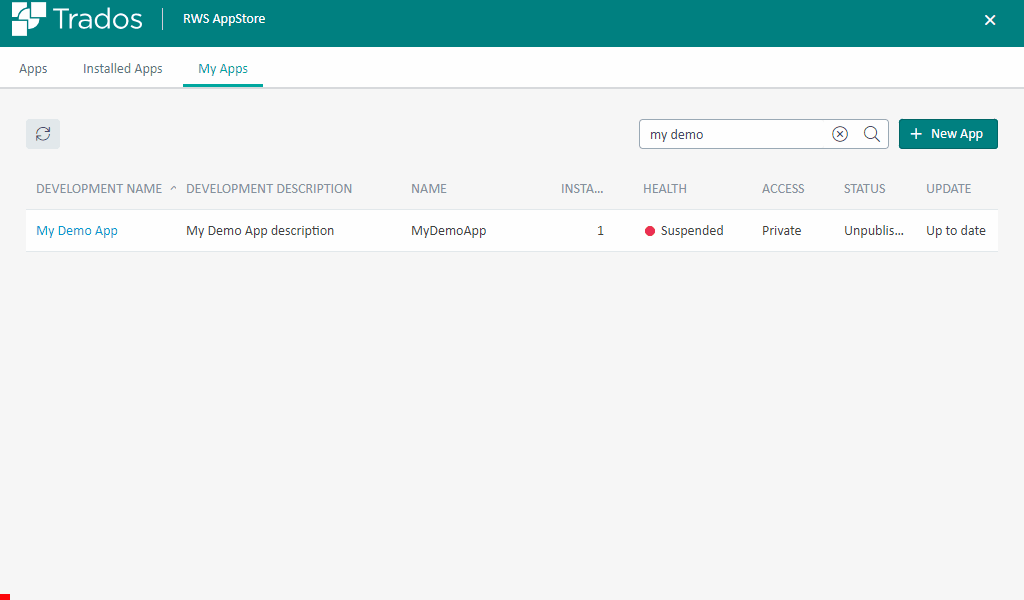 Trados RWS AppStore
Apps Installed Apps My Apps
my demo New App
DEVELOPMENT NAME DEVELOPMENT DESCRIPTION NAME INSTA... HEALTH ACCESS STATUS UPDATE
My Demo App My Demo App description MyDemoApp 1 Suspended Private Unpublis... Up to date